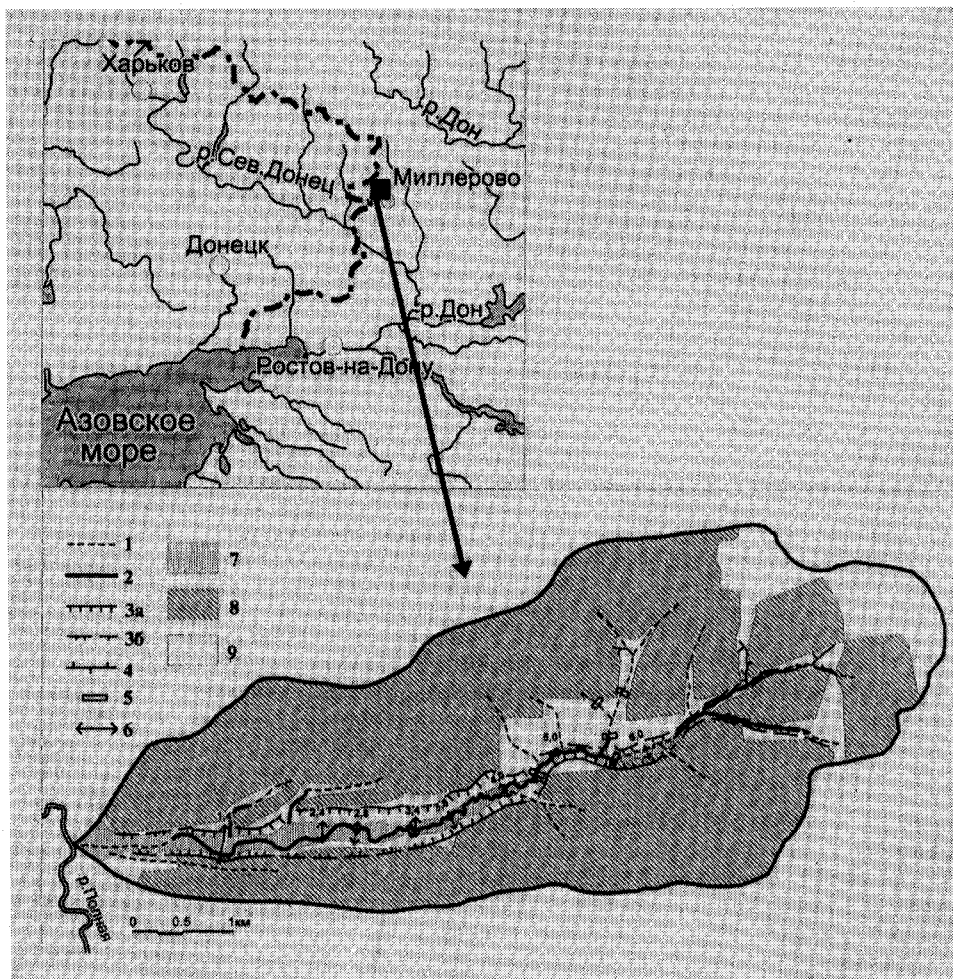 Харьков
р.Дон
р.Сев.Донец
Миллерово
Донецк
р.Дон
Ростов-на-Дону
Азовское
море
1
2
3а
3б
4
5
6
7
8
9
5,0
6,0
р.Полная
0 0.5 1км